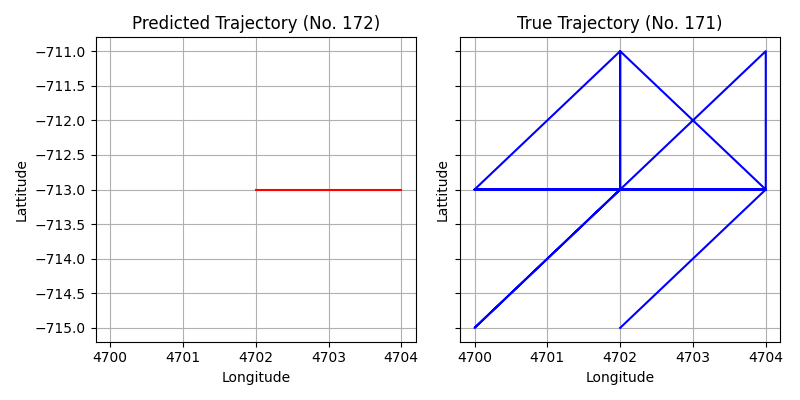 Predicted Trajectory (No. 172)
True Trajectory (No. 171)
−711.0
−711.5
−712.0
−712.5
−713.0
−713.5
−714.0
−714.5
−715.0
Lattitude
Lattitude
4700 4701 4702 4703 4704
4700 4701 4702 4703 4704
Longitude
Longitude